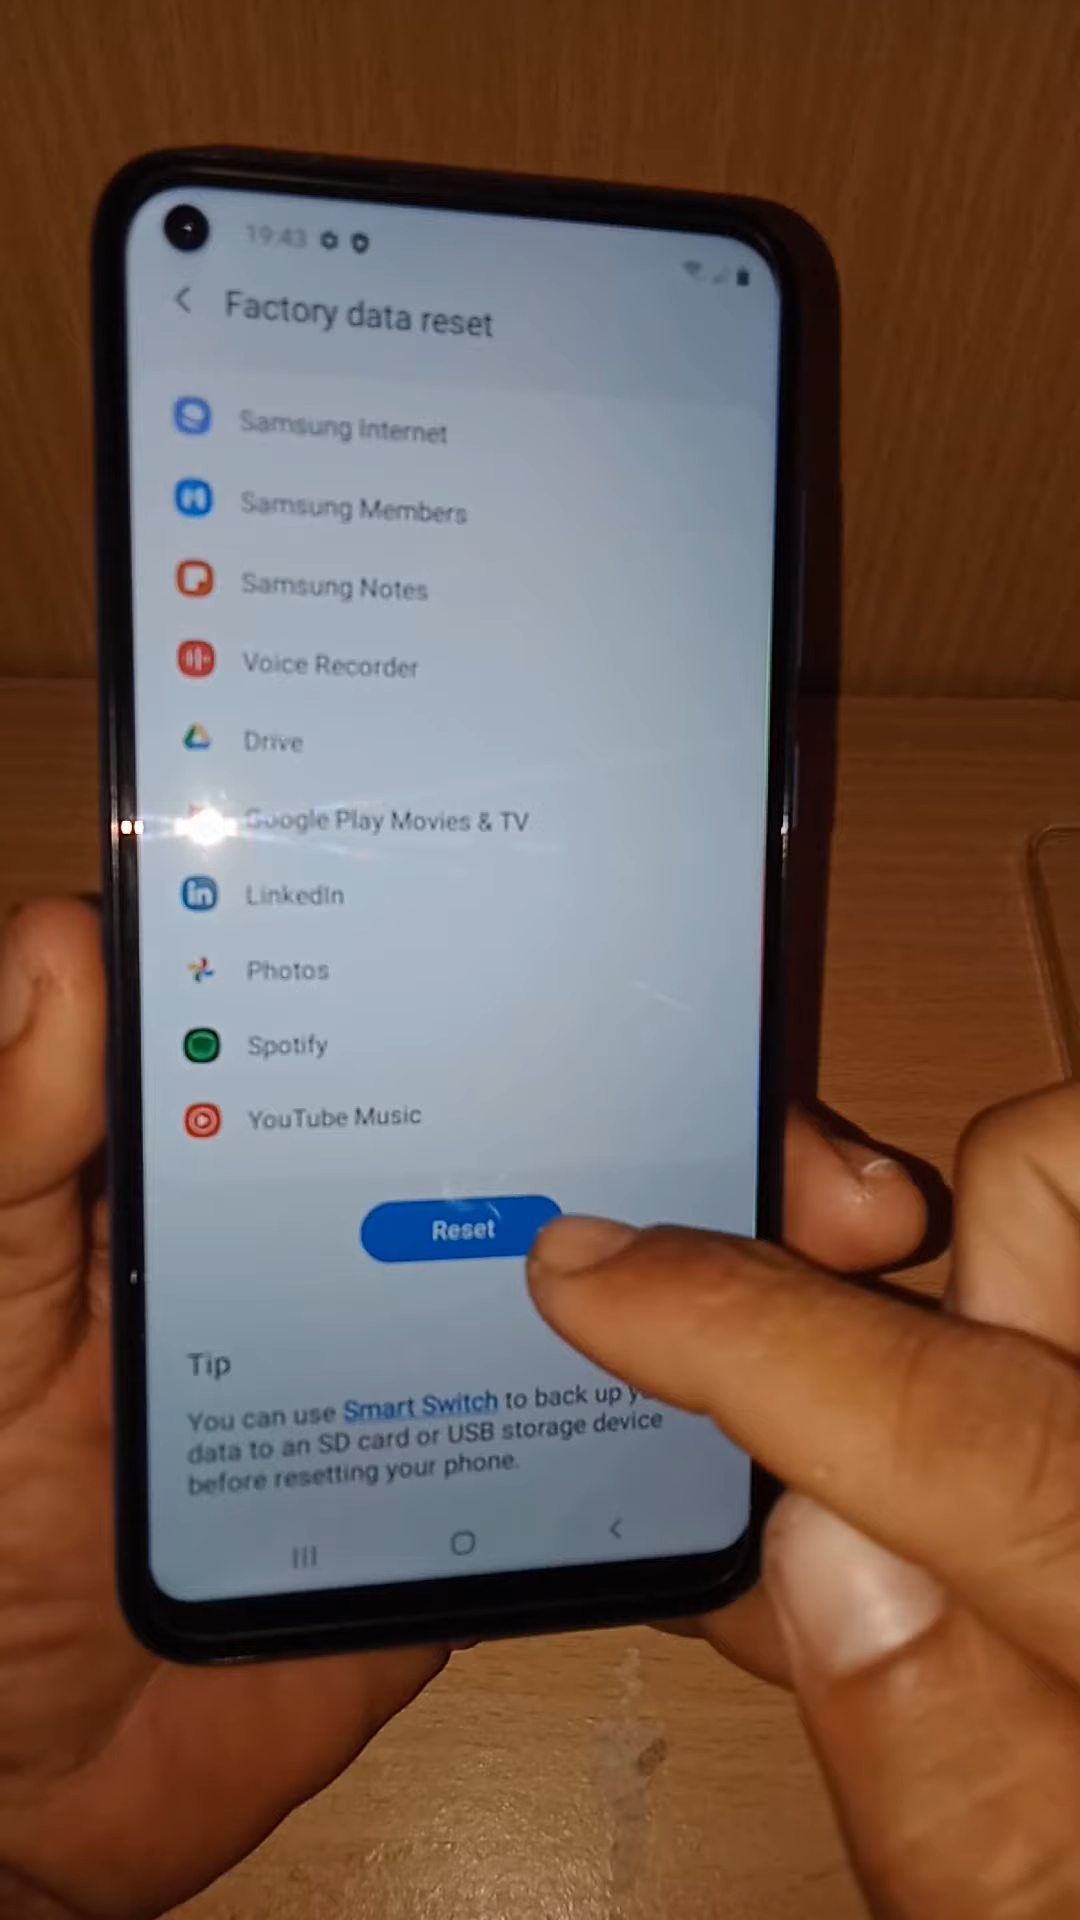 19:43
Factory data reset
Samsung Internet
Samsung Members
Samsung Notes
Voice Recorder
Drive
Google Play Movies & TV
LinkedIn
Photos
Spotify
YouTube Music
Reset
Tip
You can use Smart Switch to back up
data to an SD card or USB storage device
before resetting your phone.